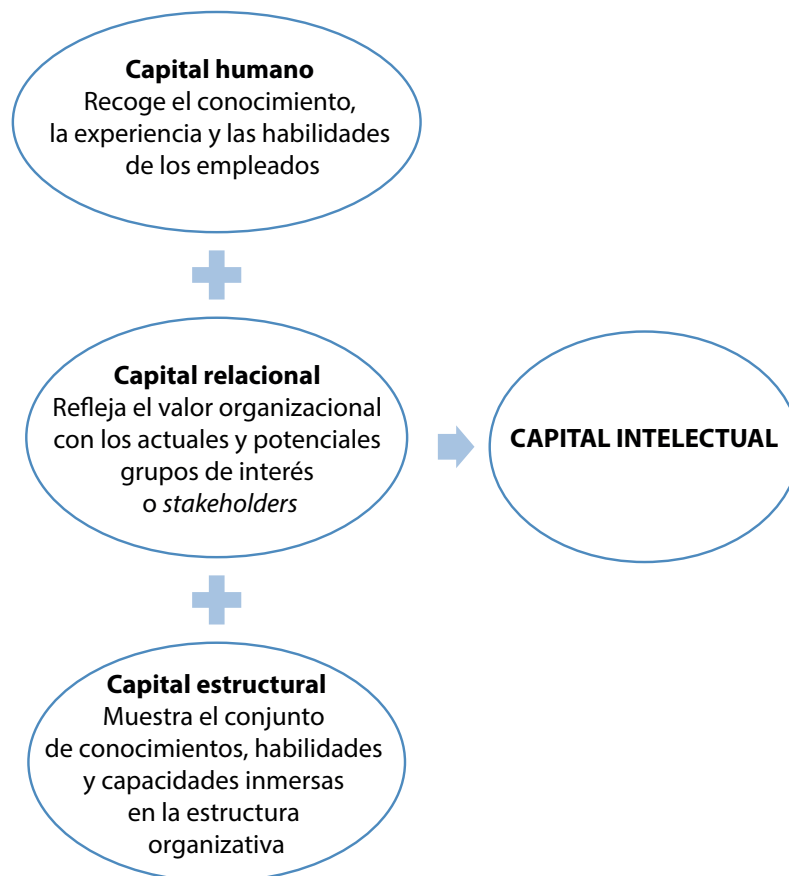 Capital humano
Recoge el conocimiento,
la experiencia y las habilidades
de los empleados
Capital relacional
Refleja el valor organizacional
con los actuales y potenciales
grupos de interés
o stakeholders
CAPITAL INTELECTUAL
Capital estructural
Muestra el conjunto
de conocimientos, habilidades
y capacidades inmersas
en la estructura
organizativa